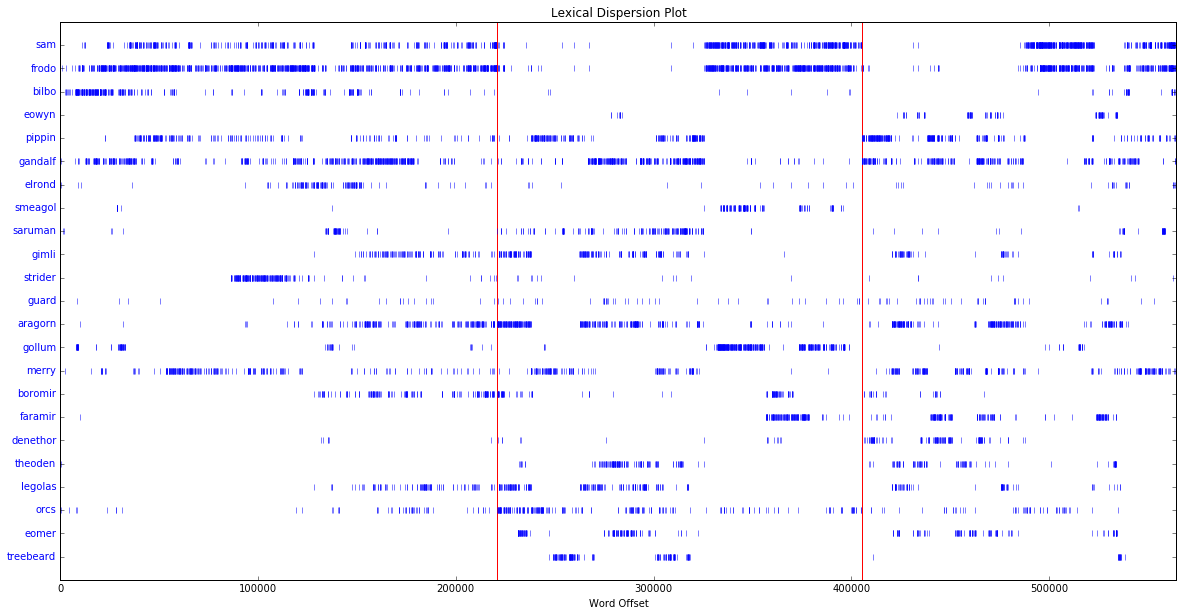 Lexical Dispersion Plot
sam
frodo
bilbo
eowyn
pippin
gandalf
elrond
smeagol
saruman
gimli
strider
guard
aragorn
gollum
merry
boromir
faramir
denethor
theoden
legolas
orcs
eomer
treebeard
0 100000 200000 300000 400000 500000
Word Offset